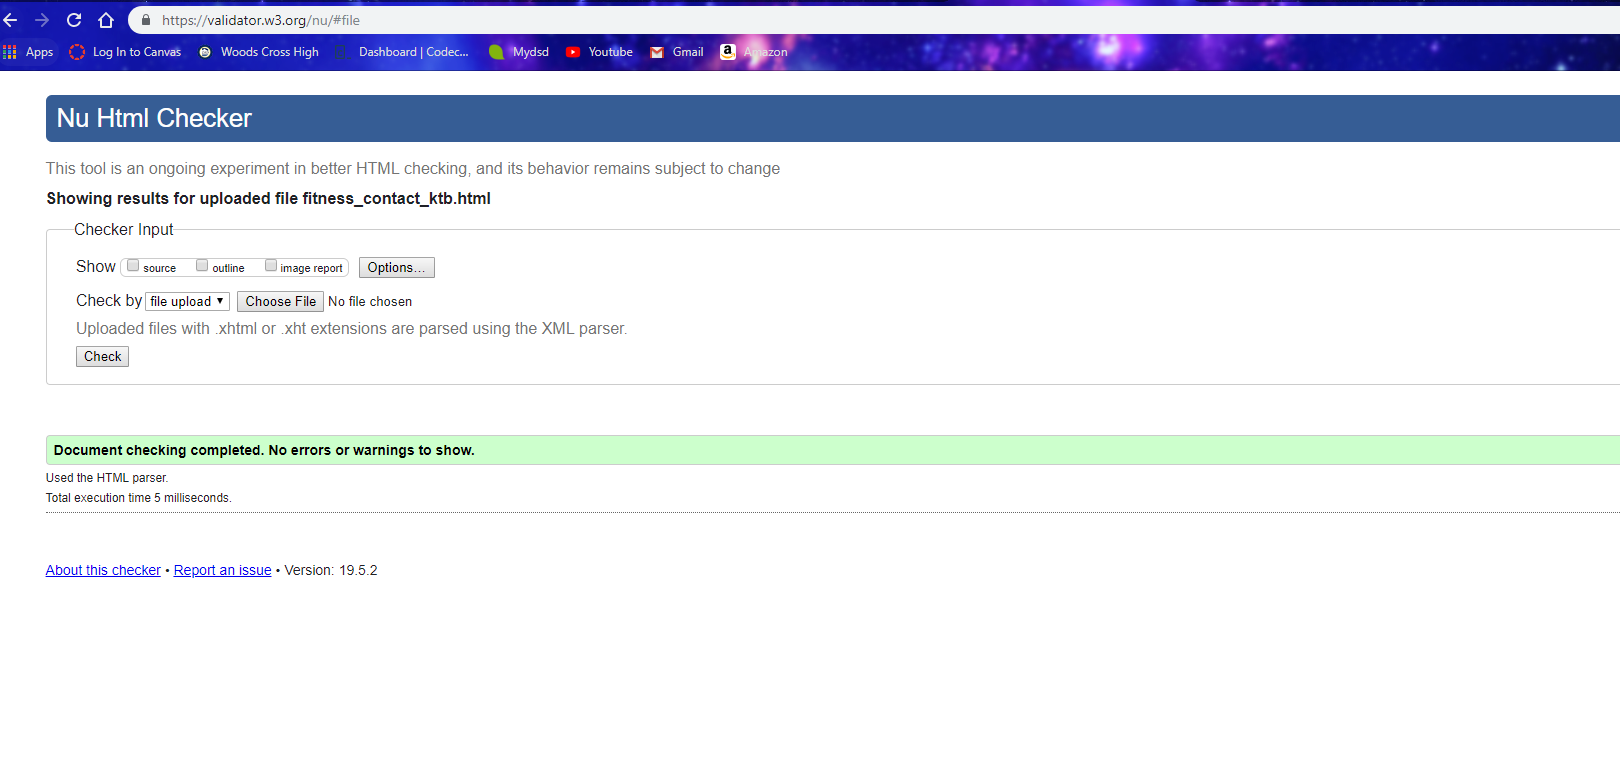 https://validator.w3.org/nu/#file
Apps Log In to Canvas Woods Cross High Dashboard | Codec... Mydsd Youtube Gmail Amazon
Nu Html Checker
This tool is an ongoing experiment in better HTML checking, and its behavior remains subject to change
Showing results for uploaded file fitness_contact_ktb.html
Checker Input
Show source outline image report Options...
Check by file upload Choose File No file chosen
Uploaded files with .xhtml or .xht extensions are parsed using the XML parser.
Check
Document checking completed. No errors or warnings to show.
Used the HTML parser.
Total execution time 5 milliseconds.
About this checker • Report an issue • Version: 19.5.2